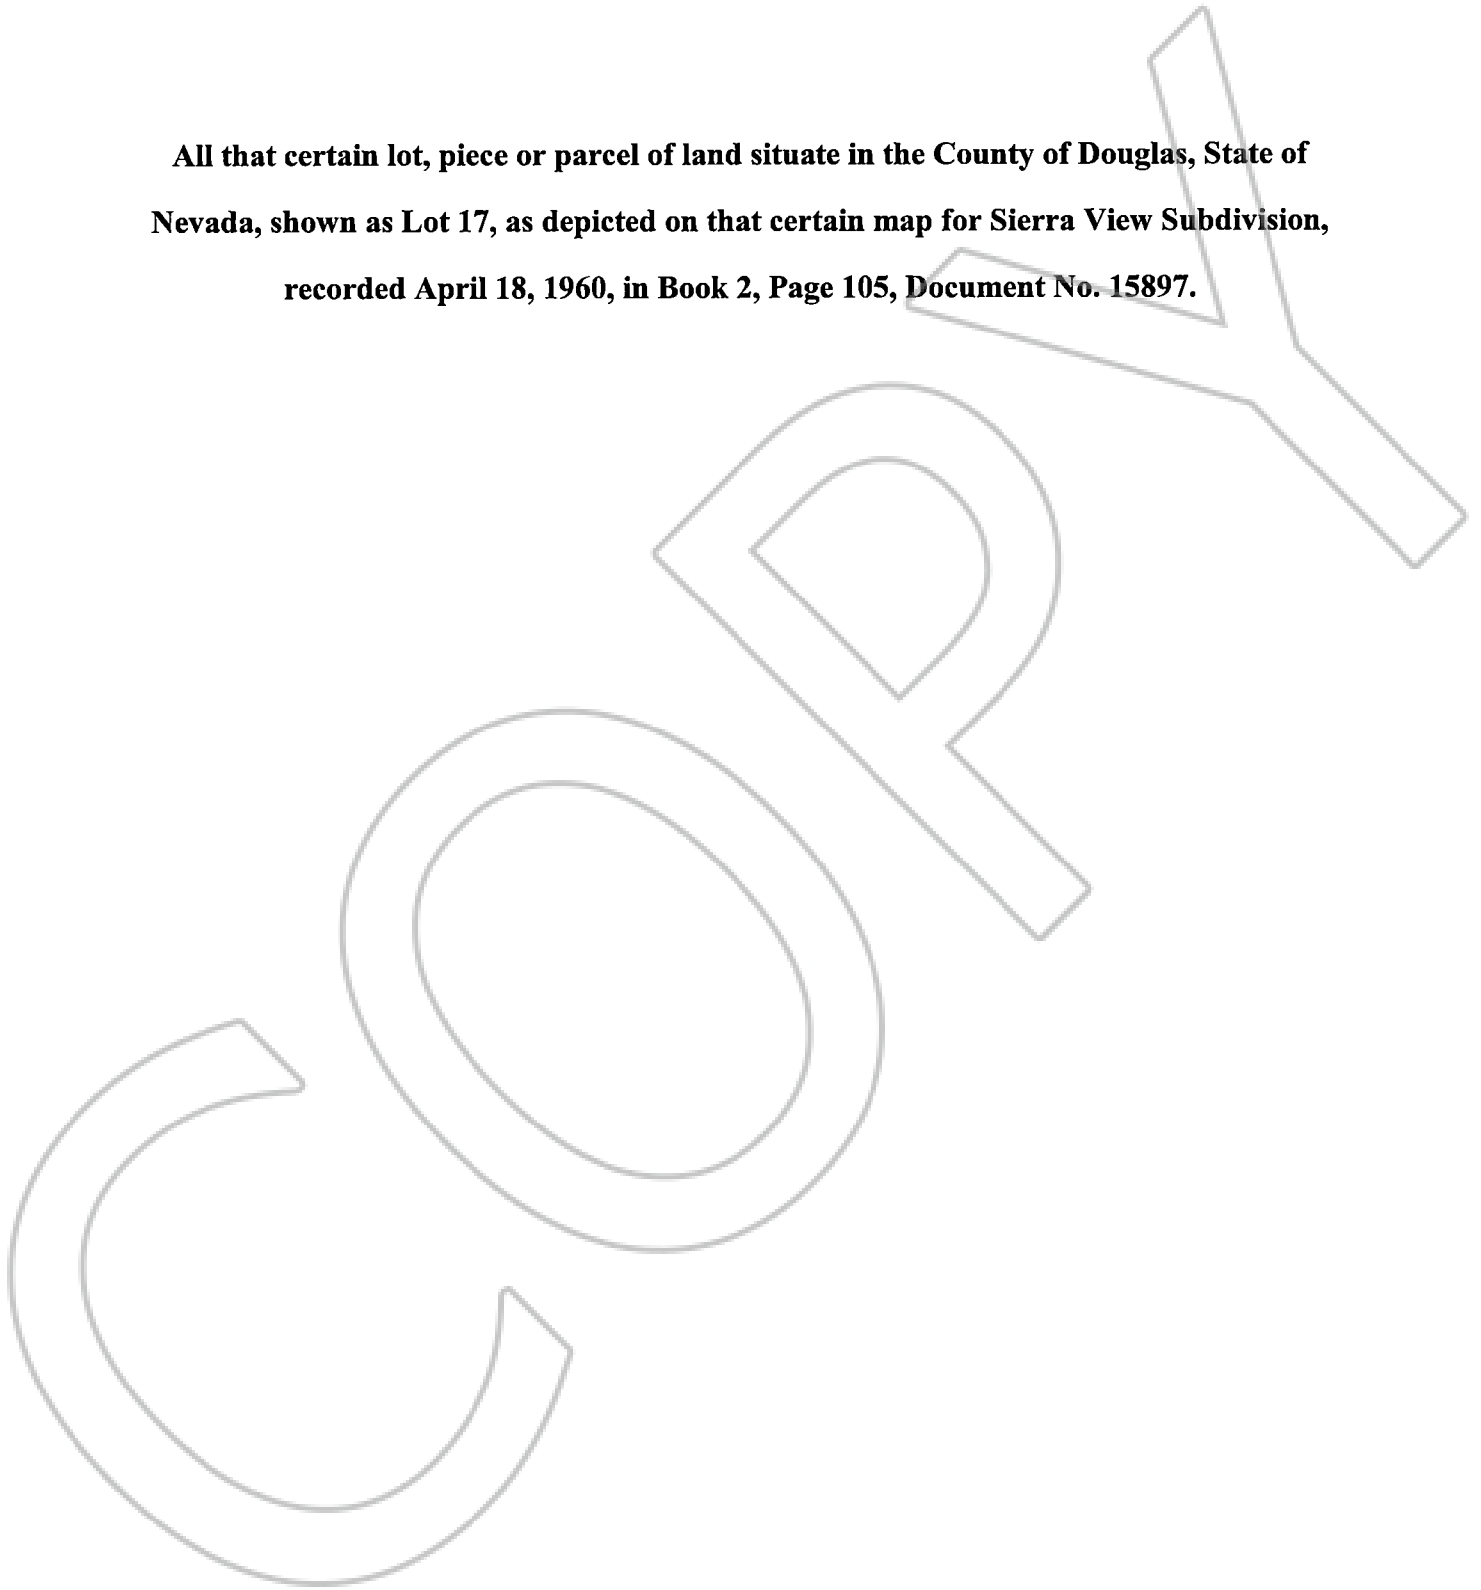 All that certain lot, piece or parcel of land situate in the County of Douglas, State of
Nevada, shown as Lot 17, as depicted on that certain map for Sierra View Subdivision,
recorded April 18, 1960, in Book 2, Page 105, Document No. 15897.
COPY